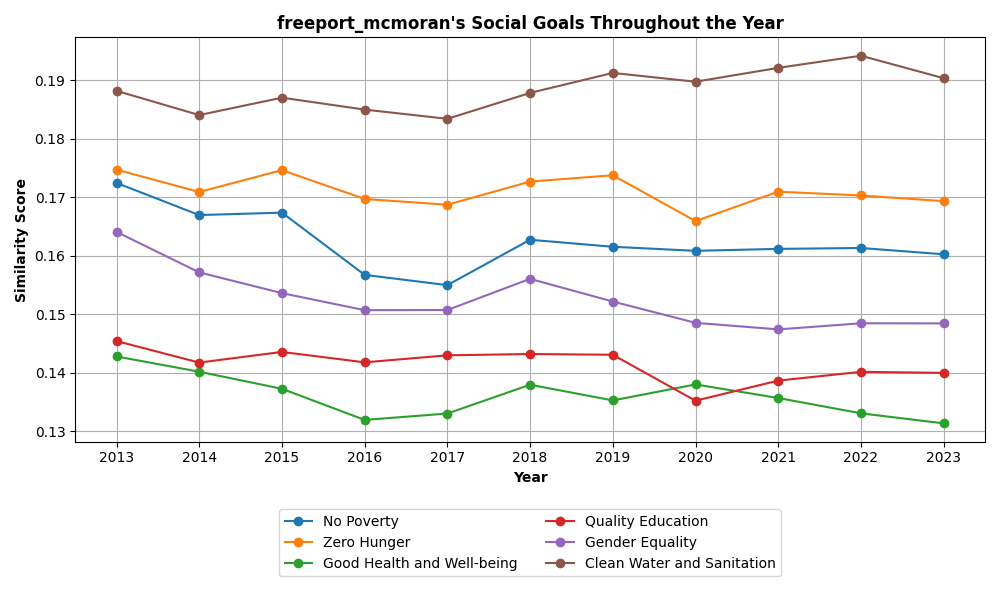 freeport_mcmoran's Social Goals Throughout the Year
Similarity Score
0.19
0.18
0.17
0.16
0.15
0.14
0.13
2013 2014 2015 2016 2017 2018 2019 2020 2021 2022 2023
Year
No Poverty
Zero Hunger
Good Health and Well-being
Quality Education
Gender Equality
Clean Water and Sanitation